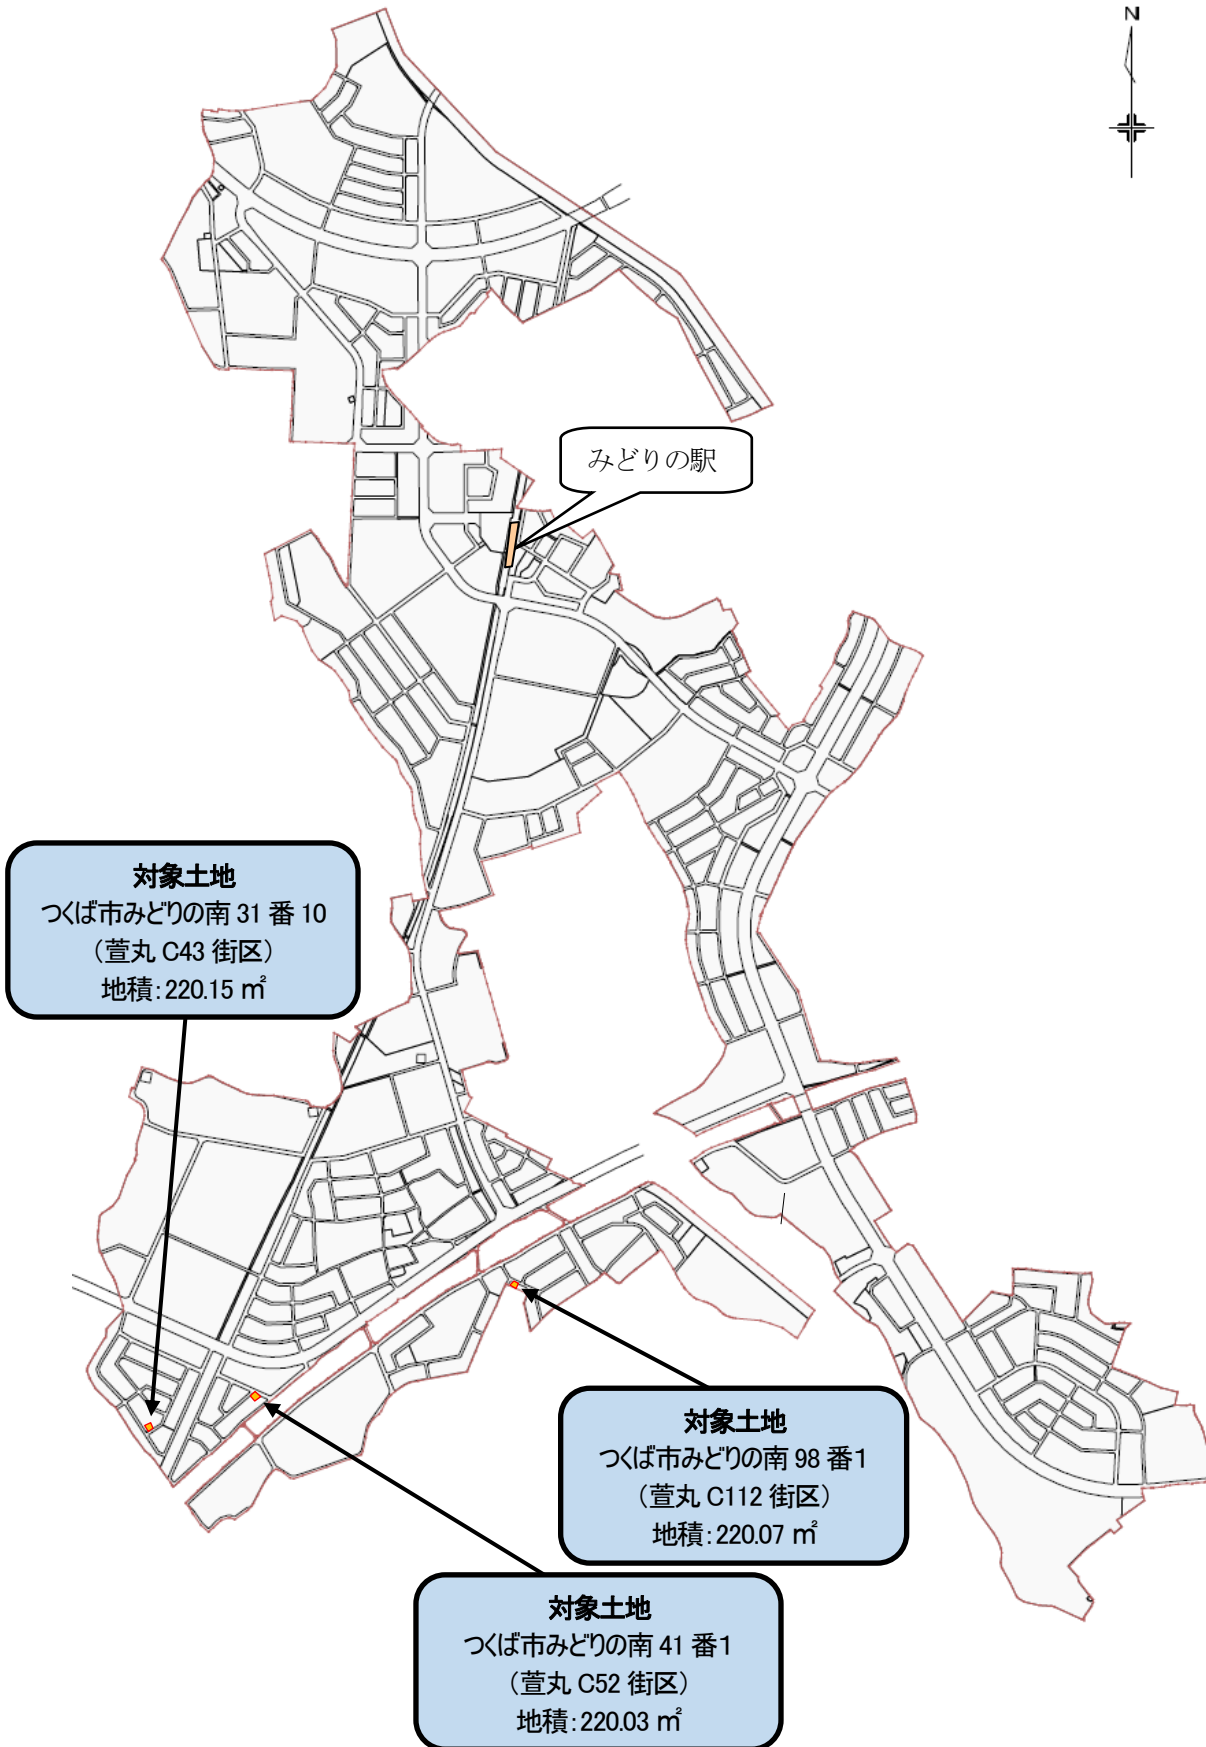 N
みどりの駅
対象土地
つくば市みどりの南 31 番 10
（萱丸 C43 街区）
地積：220.15 ㎡
対象土地
つくば市みどりの南 98 番１
（萱丸 C112 街区）
地積：220.07 ㎡
対象土地
つくば市みどりの南 41 番１
（萱丸 C52 街区）
地積：220.03 ㎡